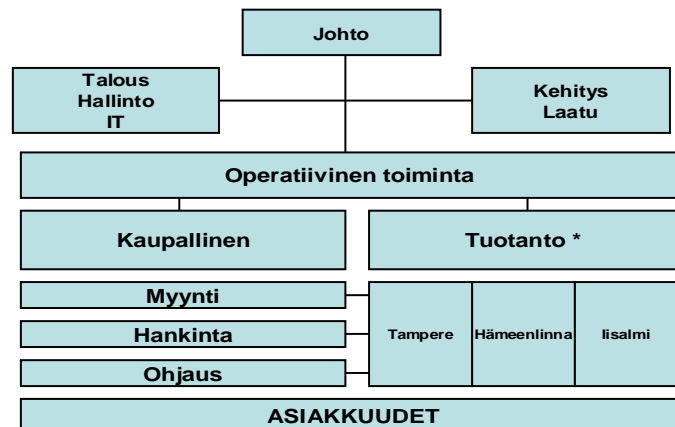 Johto
Talous
Hallinto
IT
Kehitys
Laatu
Operatiivinen toiminta
Kaupallinen
Tuotanto *
Myynti
Hankinta
Ohjaus
Tampere
Hämeenlinna
Iisalmi
ASIAKKUUDET